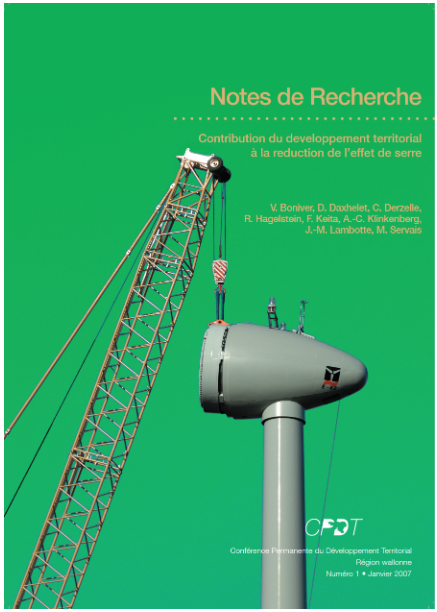 Notes de Recherche
Contribution du developpement territorial
à la reduction de l'effet de serre
V. Boniver, D. Daxhelet, C. Derzelle,
R. Hagelstein, F. Keita, A.-C. Klinkenberg,
J.-M. Lambotte, M. Servais
CPDT
Conférence Permanente du Développement Territorial
Région wallonne
Numéro 1 • Janvier 2007